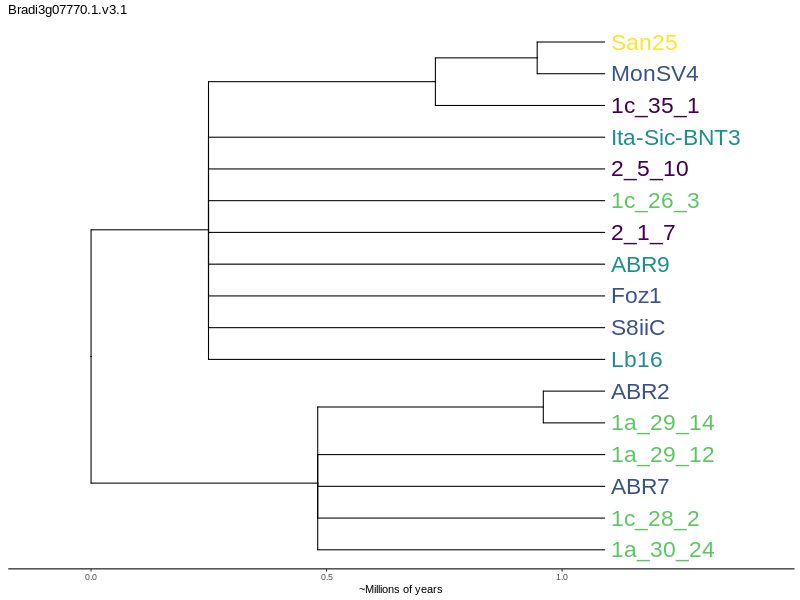 Bradi3g07770.1.v3.1
San25
MonSV4
1c_35_1
Ita-Sic-BNT3
2_5_10
1c_26_3
2_1_7
ABR9
Foz1
S8iiC
Lb16
ABR2
1a_29_14
1a_29_12
ABR7
1c_28_2
1a_30_24
0.0 0.5 1.0
~Millions of years